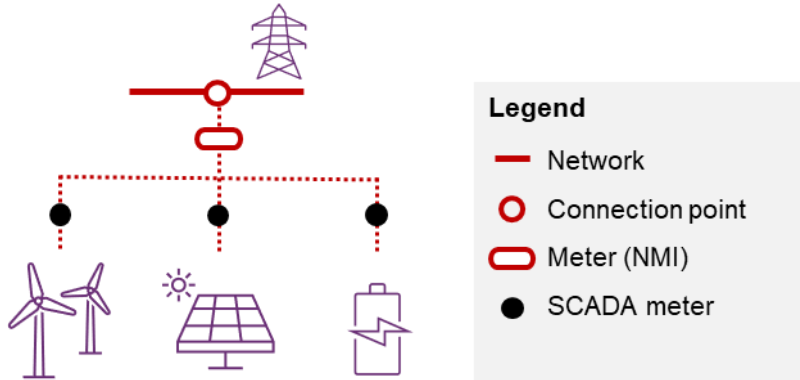 Legend
Network
Connection point
Meter (NMI)
SCADA meter